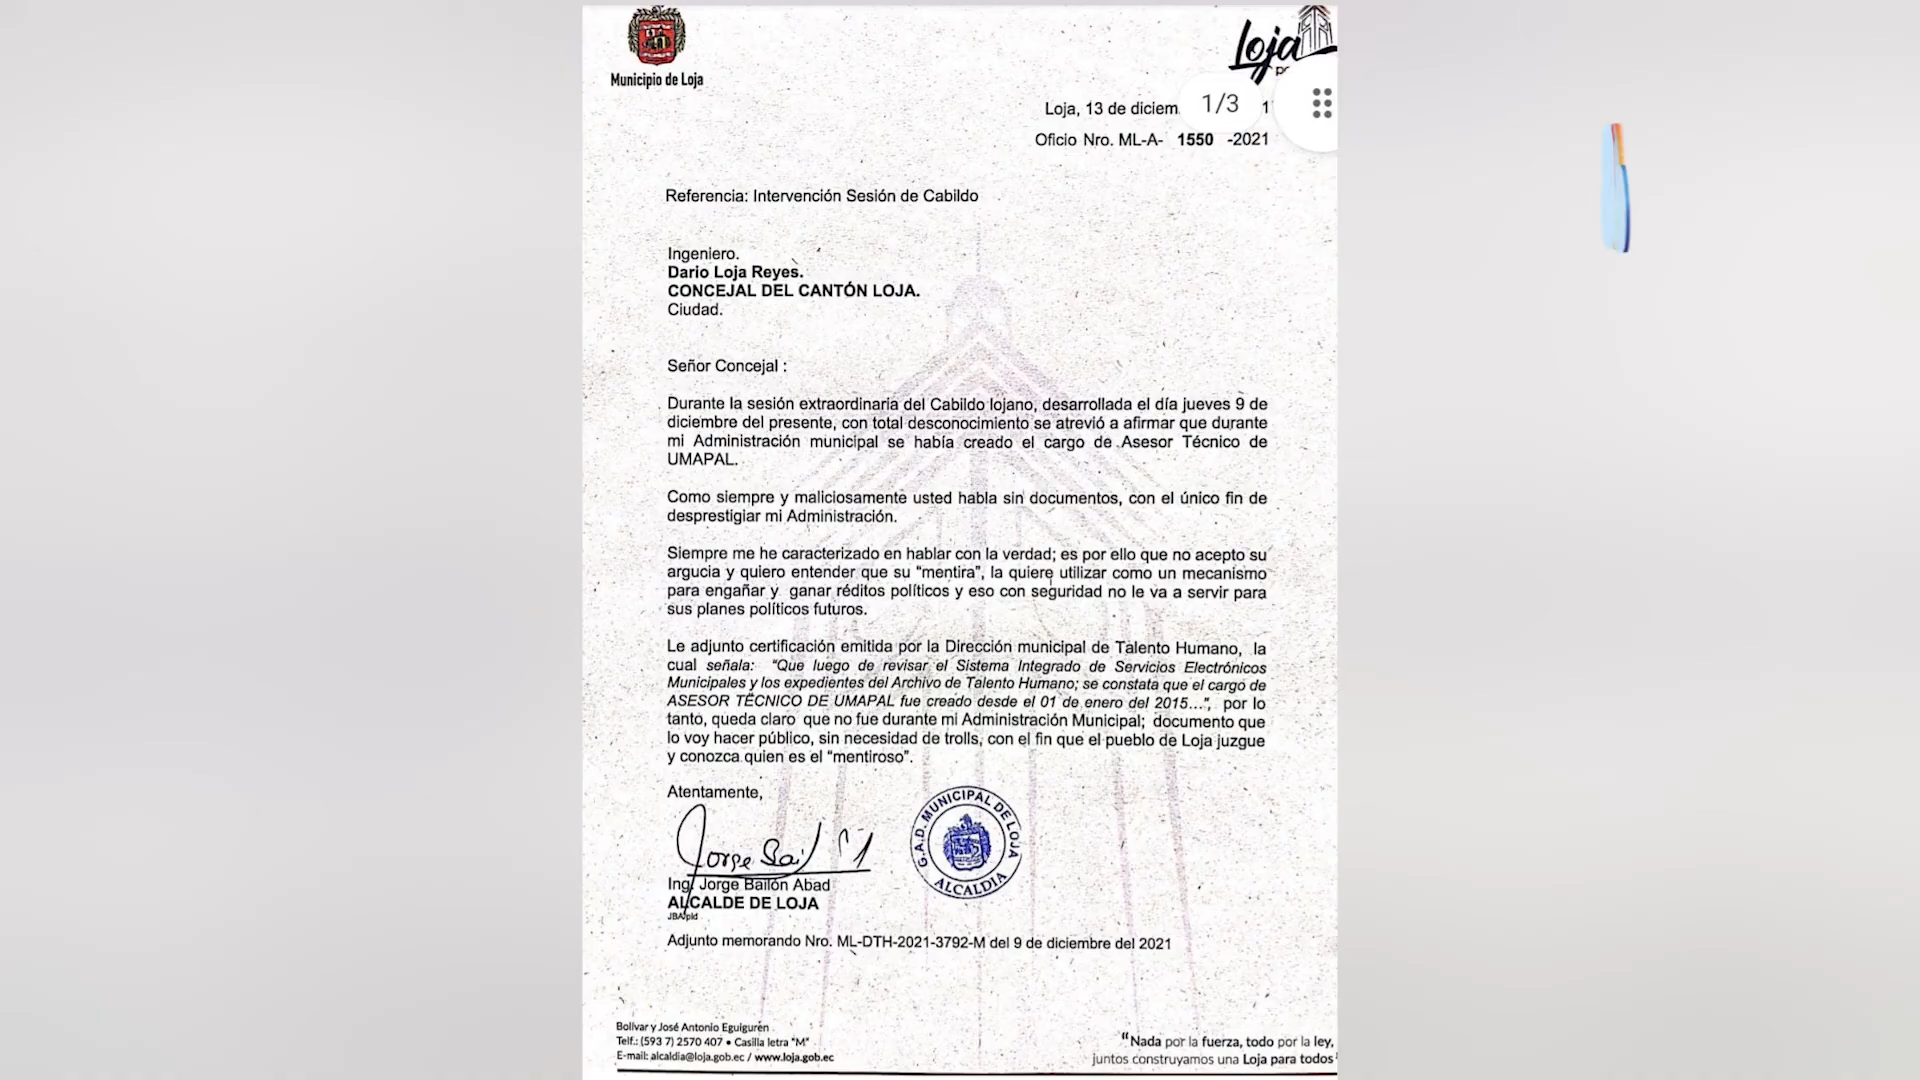 Municipio de Loja
Loja
Loja, 13 de diciem
1/3
Oficio Nro. ML-A- 1550 -2021
Referencia: Intervención Sesión de Cabildo
Ingeniero.
Dario Loja Reyes.
CONCEJAL DEL CANTÓN LOJA.
Ciudad.
Señor Concejal :
Durante la sesión extraordinaria del Cabildo lojano, desarrollada el día jueves 9 de
diciembre del presente, con total desconocimiento se atrevió a afirmar que durante
mi Administración municipal se había creado el cargo de Asesor Técnico de
UMAPAL.
Como siempre y maliciosamente usted habla sin documentos, con el único fin de
desprestigiar mi Administración.
Siempre me he caracterizado en hablar con la verdad; es por ello que no acepto su
argucia y quiero entender que su “mentira”, la quiere utilizar como un mecanismo
para engañar y ganar réditos políticos y eso con seguridad no le va a servir para
sus planes políticos futuros.
Le adjunto certificación emitida por la Dirección municipal de Talento Humano, la
cual señala: “Que luego de revisar el Sistema Integrado de Servicios Electrónicos
Municipales y los expedientes del Archivo de Talento Humano; se constata que el cargo de
ASESOR TÉCNICO DE UMAPAL fue creado desde el 01 de enero del 2015…”, por lo
tanto, queda claro que no fue durante mi Administración Municipal; documento que
lo voy hacer público, sin necesidad de trolls, con el fin que el pueblo de Loja juzgue
y conozca quien es el “mentiroso”.
Atentamente,
Ing. Jorge Bailón Abad
ALCALDE DE LOJA
JBA/pld
G.A.D. MUNICIPAL DE LOJA
ALCALDIA
Adjunto memorando Nro. ML-DTH-2021-3792-M del 9 de diciembre del 2021
Bolívar y José Antonio Eguiguren
Telf.: (593 7) 2570 407 • Casilla letra “M”
E-mail: alcaldia@loja.gob.ec / www.loja.gob.ec
“Nada por la fuerza, todo por la ley,
juntos construyamos una Loja para todos